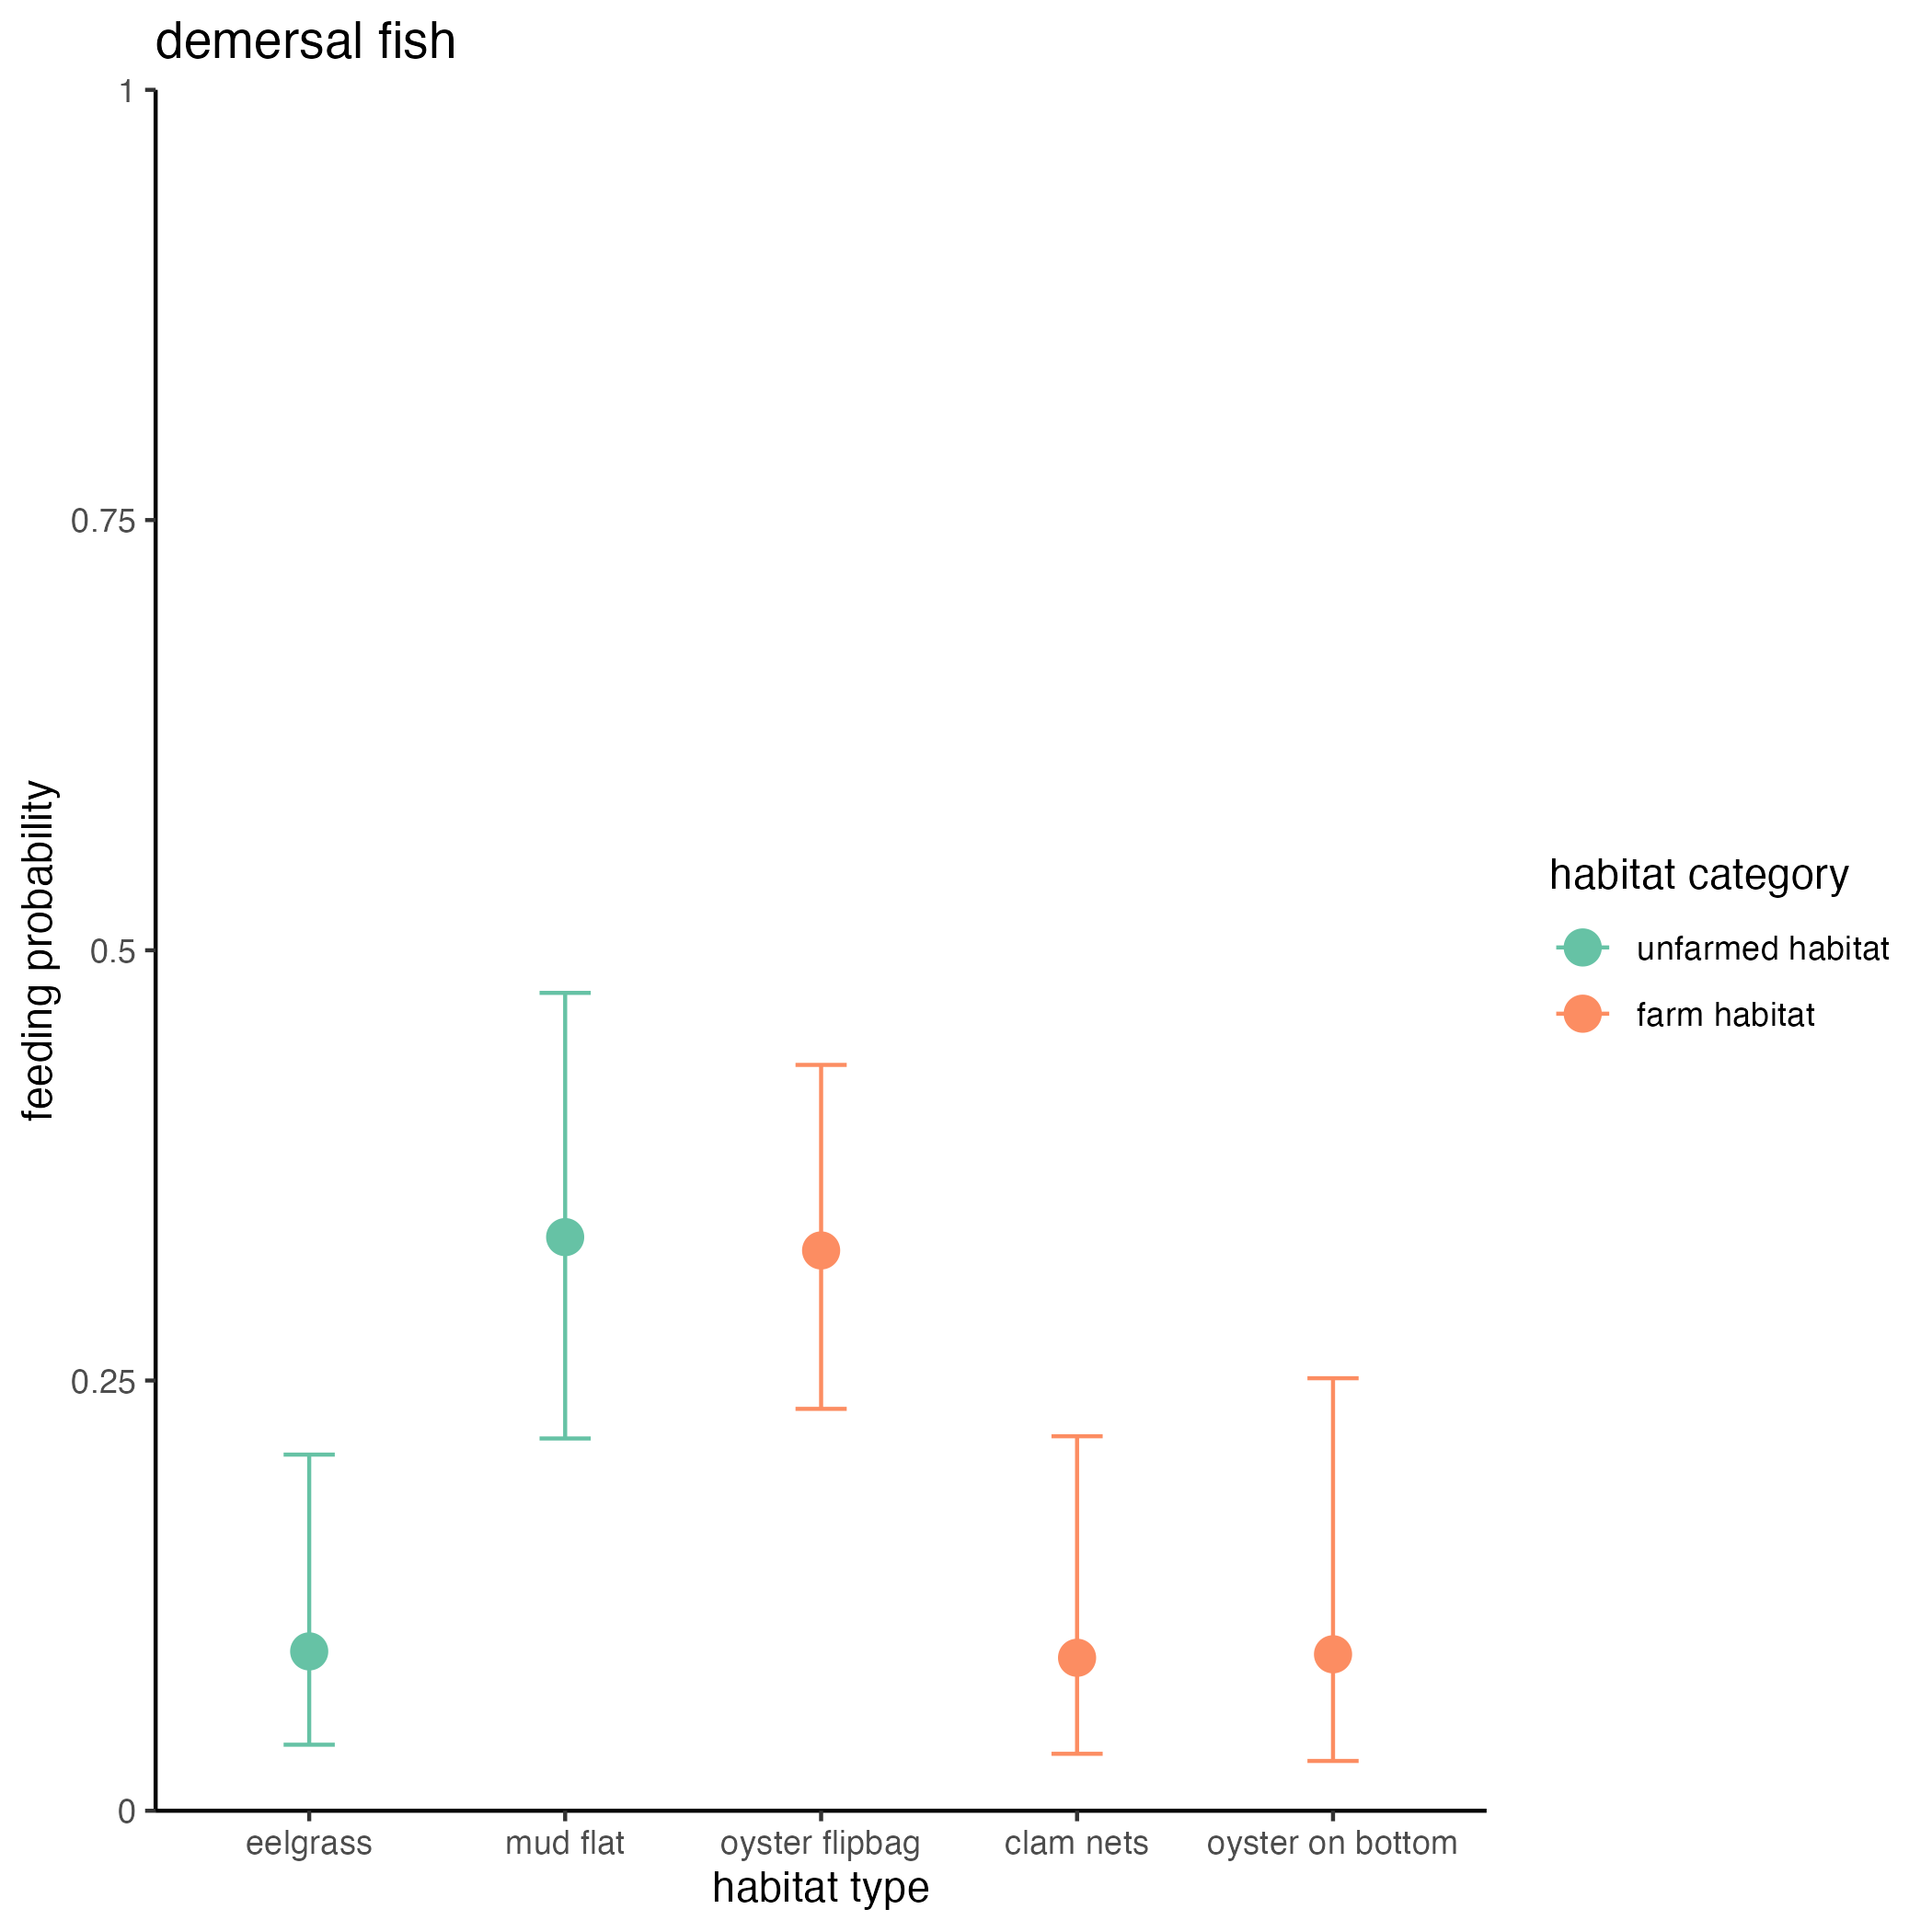 demersal fish
1
0.75
0.5
0.25
0
feeding probability
eelgrass
mud flat
oyster flipbag
clam nets
oyster on bottom
habitat type
habitat category
unfarmed habitat
farm habitat